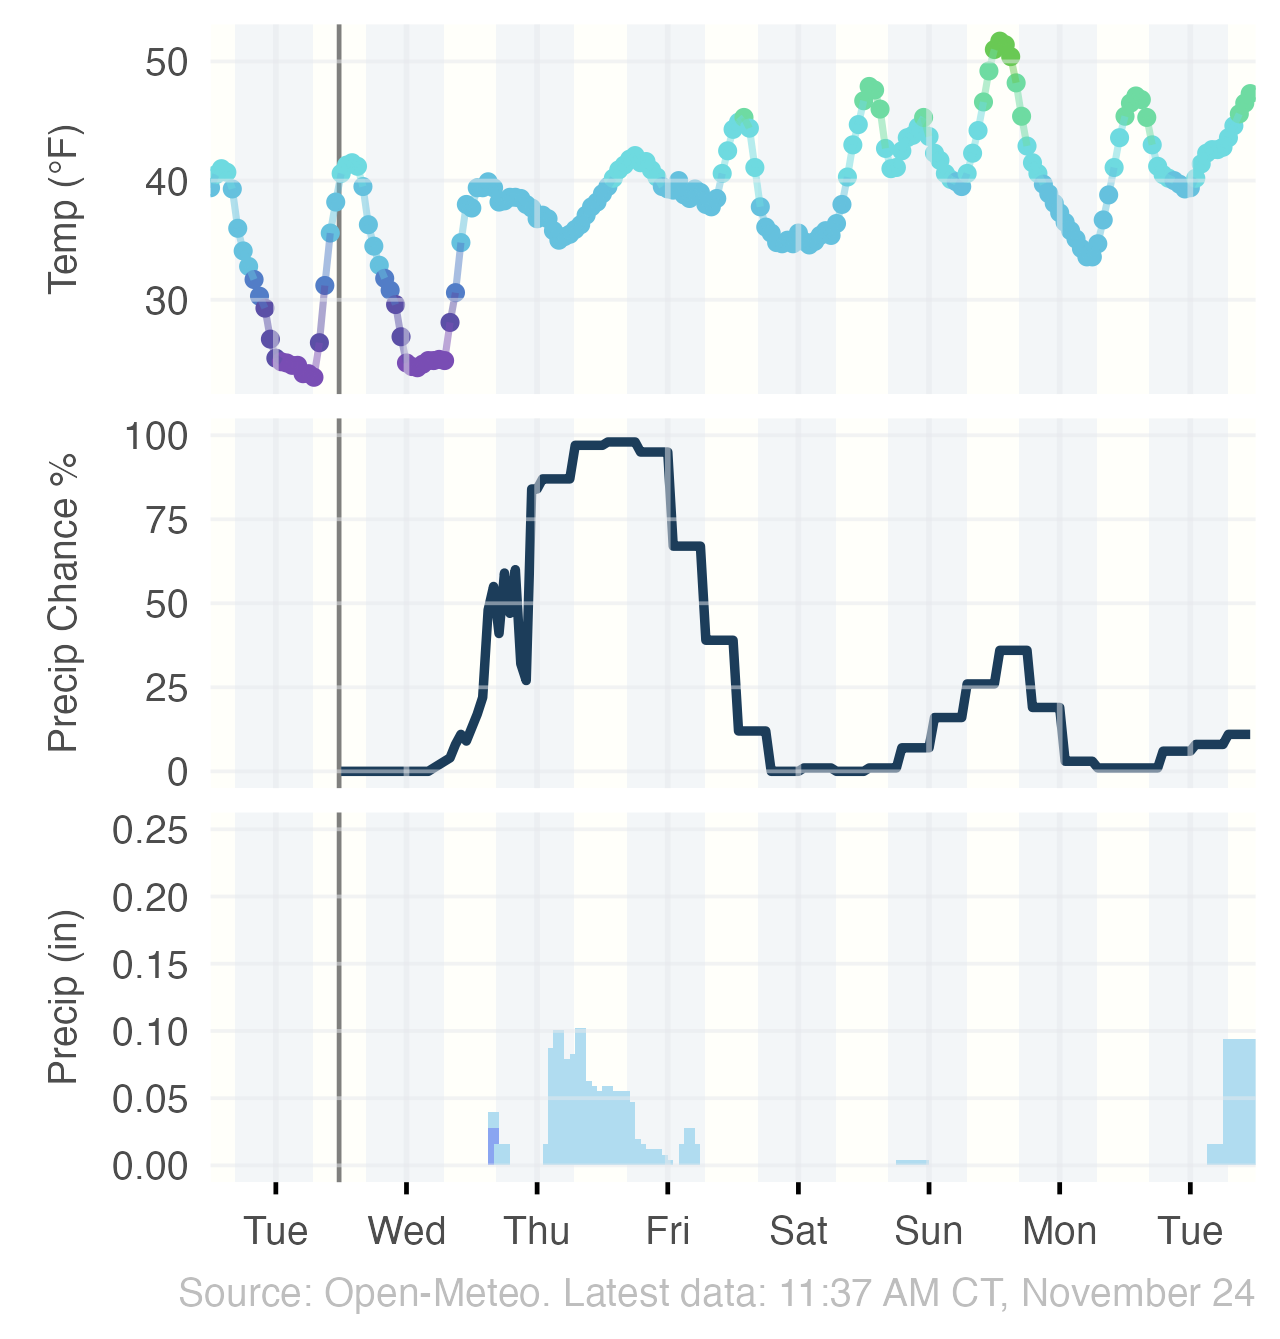 Temp (°F)
50
40
30
Precip Chance %
100
75
50
25
0
Precip (in)
0.25
0.20
0.15
0.10
0.05
0.00
Tue Wed Thu Fri Sat Sun Mon Tue
Source: Open-Meteo. Latest data: 11:37 AM CT, November 24